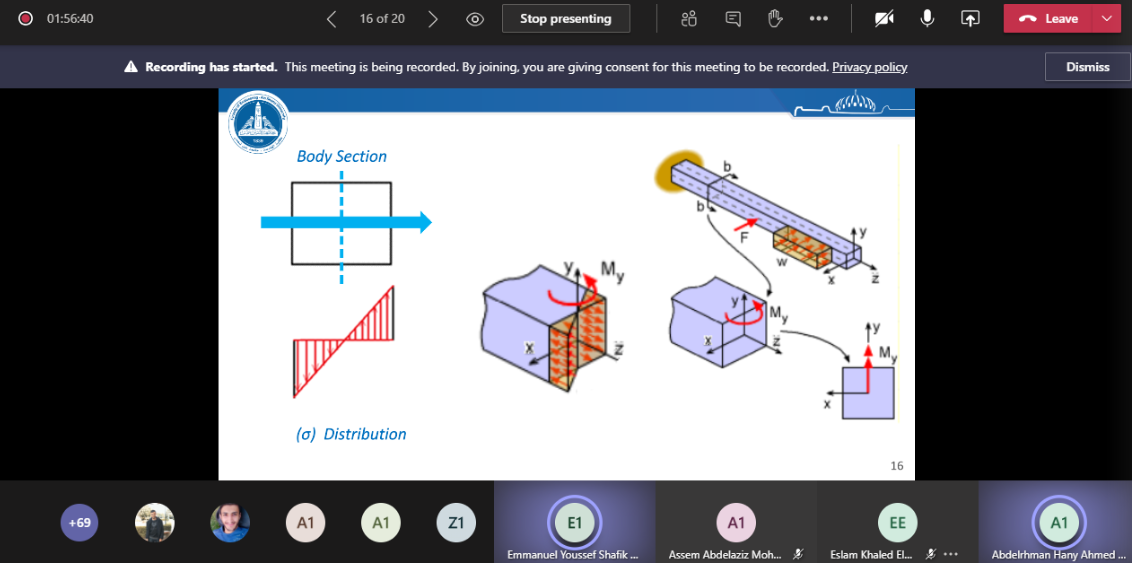 01:56:40
16 of 20
Stop presenting
Leave
Recording has started. This meeting is being recorded. By joining, you are giving consent for this meeting to be recorded. Privacy policy
Dismiss
Body Section
(σ) Distribution
y
My
x
z
b
b
F
w
y
x
z
y
My
x
z
y
My
x
16
+69
A1
A1
Z1
E1
Emmanuel Youssef Shafik ...
A1
Assem Abdelaziz Moh...
EE
Eslam Khaled El...
A1
Abdelrhman Hany Ahmed ...